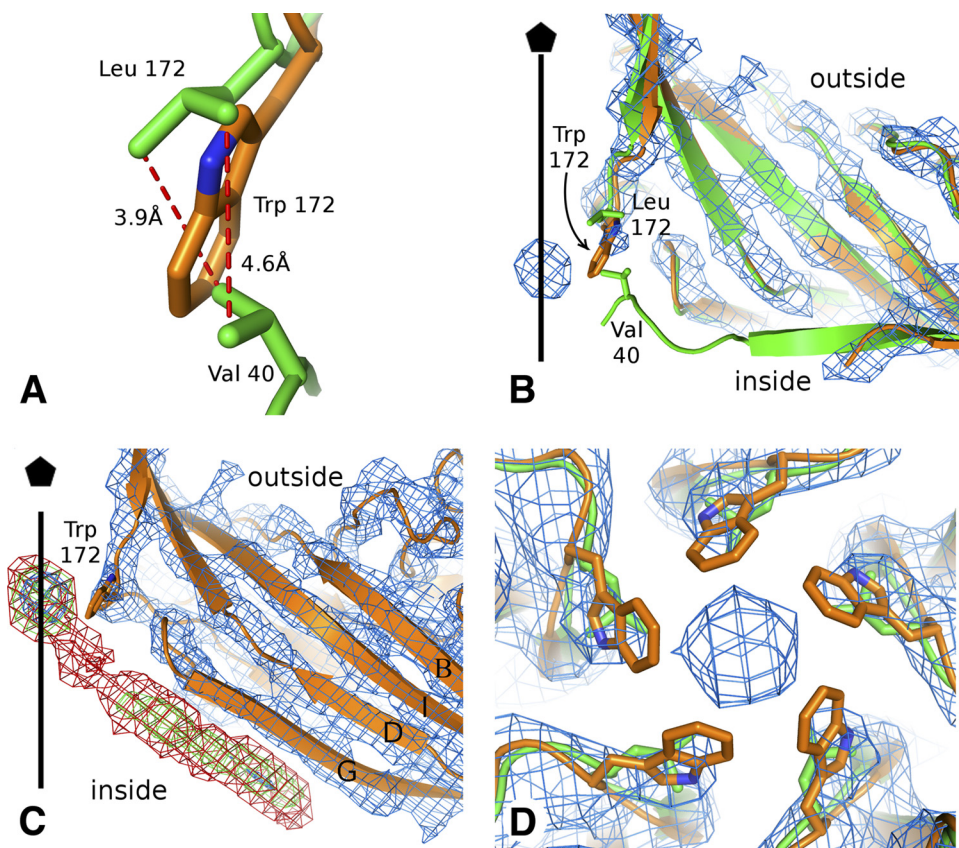 Leu 172
Trp 172
3.9Å
4.6Å
Val 40
A
outside
Trp
172
Leu
172
Val
40
inside
B
outside
Trp
172
B
I
D
G
inside
C
D